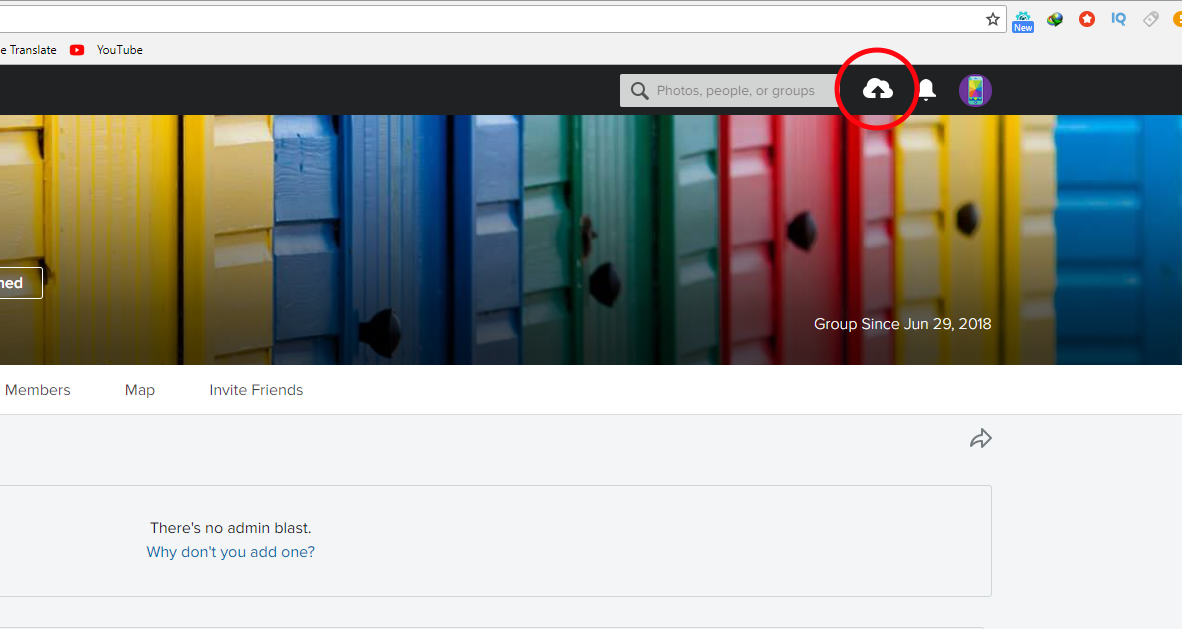 New
IQ
e Translate
YouTube
Photos, people, or groups
ned
Group Since Jun 29, 2018
Members
Map
Invite Friends
There's no admin blast.
Why don't you add one?